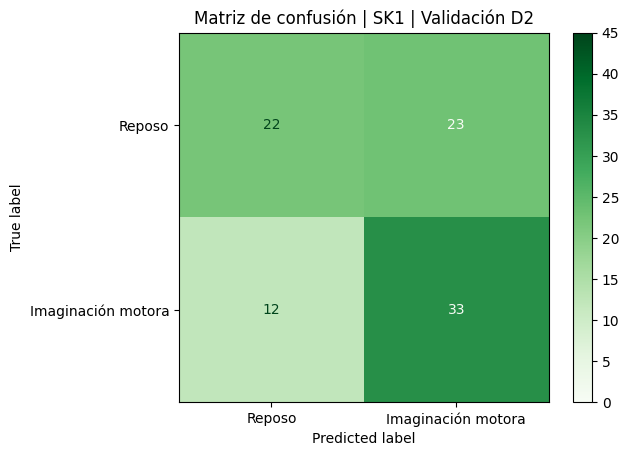 Matriz de confusión | SK1 | Validación D2
True label
Reposo
22
23
Imaginación motora
12
33
Reposo
Imaginación motora
Predicted label
45
40
35
30
25
20
15
10
5
0